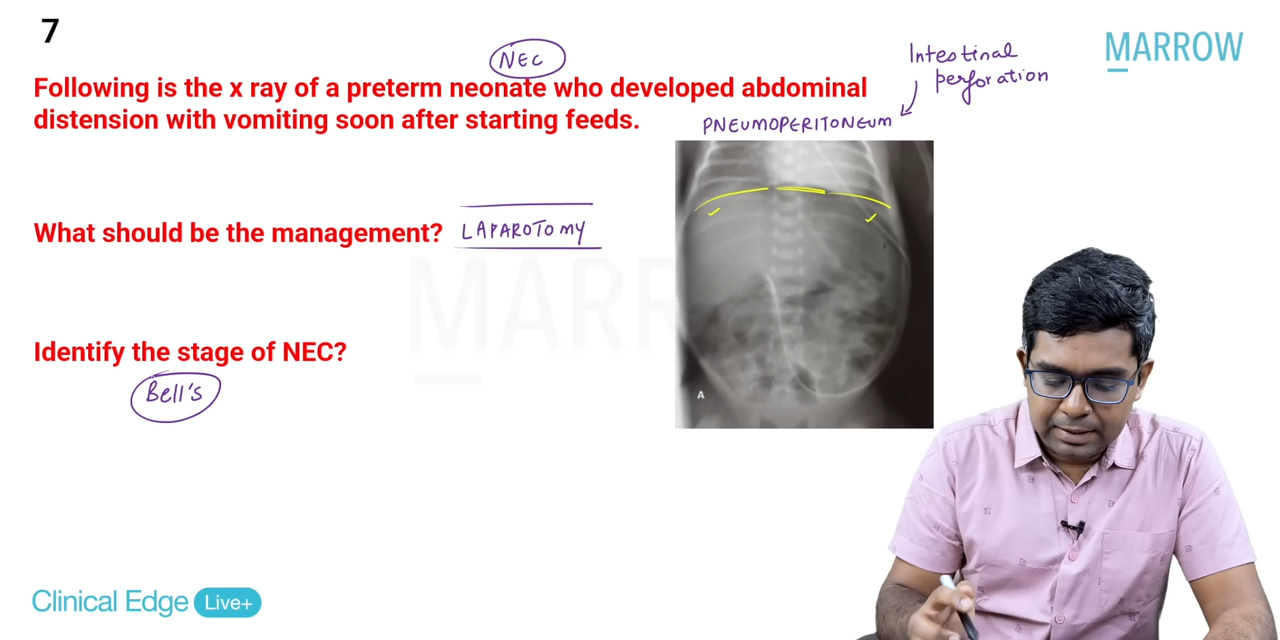 7
MARROW
NEC
Intestinal
perforation
Following is the x ray of a preterm neonate who developed abdominal
distension with vomiting soon after starting feeds.
PNEUMOPERITONEUM
What should be the management?
LAPAROTOMY
MARR
Identify the stage of NEC?
Bell's
A
Clinical Edge Live+